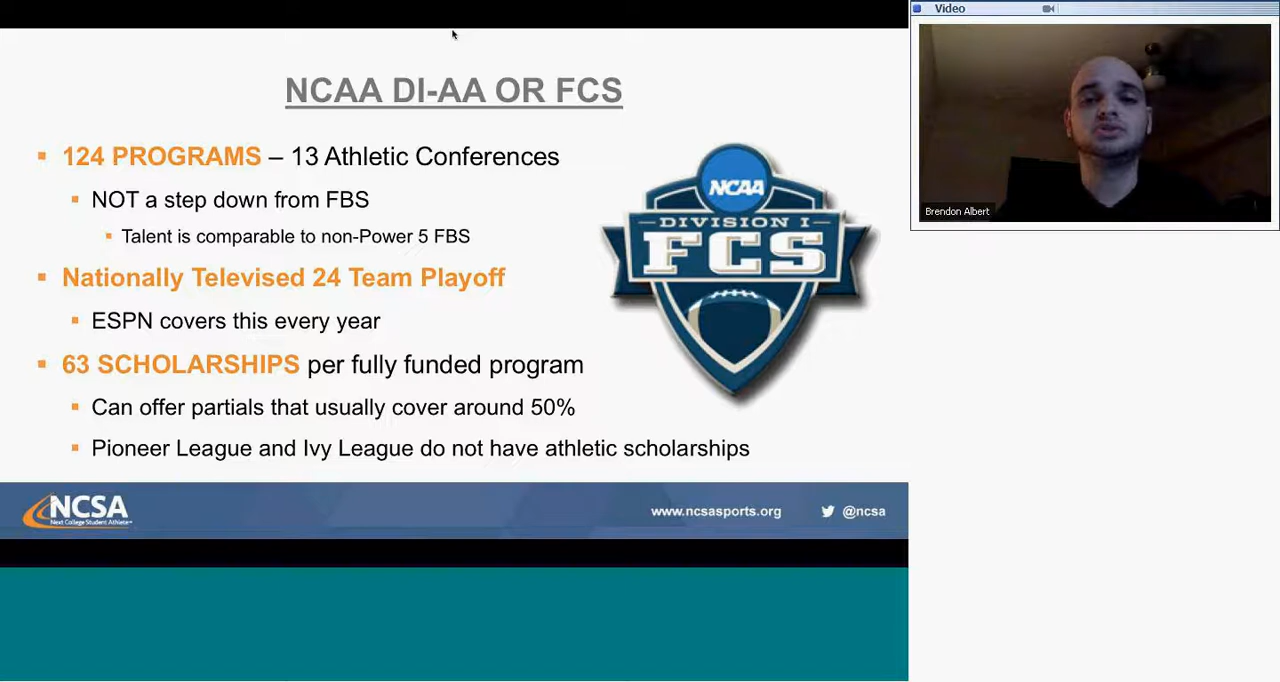 NCAA DI-AA OR FCS
124 PROGRAMS – 13 Athletic Conferences
NOT a step down from FBS
Talent is comparable to non-Power 5 FBS
Nationally Televised 24 Team Playoff
ESPN covers this every year
63 SCHOLARSHIPS per fully funded program
Can offer partials that usually cover around 50%
Pioneer League and Ivy League do not have athletic scholarships
NCAA
DIVISION I
FCS
NCSA
Next College Student Athlete
www.ncsasports.org
@ncsa
Video
Brendon Albert